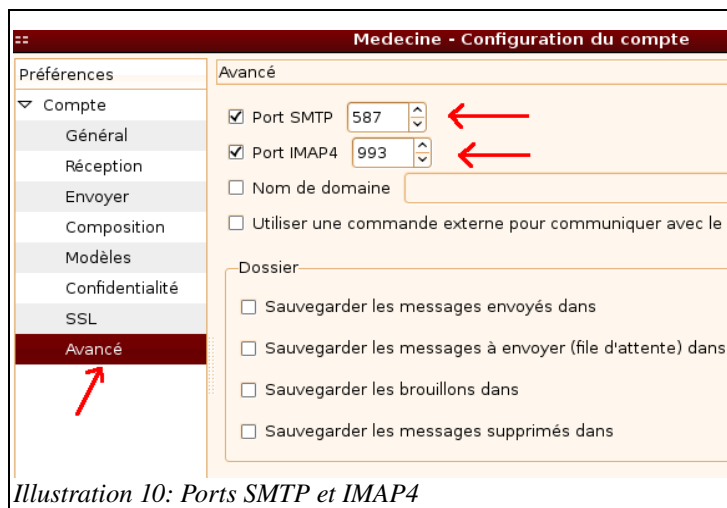 Medecine - Configuration du compte
Préférences
Compte
Général
Réception
Envoyer
Composition
Modèles
Confidentialité
SSL
Avancé
Avancé
Port SMTP 587
Port IMAP4 993
Nom de domaine
Utiliser une commande externe pour communiquer avec le
Dossier
Sauvegarder les messages envoyés dans
Sauvegarder les messages à envoyer (file d'attente) dans
Sauvegarder les brouillons dans
Sauvegarder les messages supprimés dans
Illustration 10: Ports SMTP et IMAP4